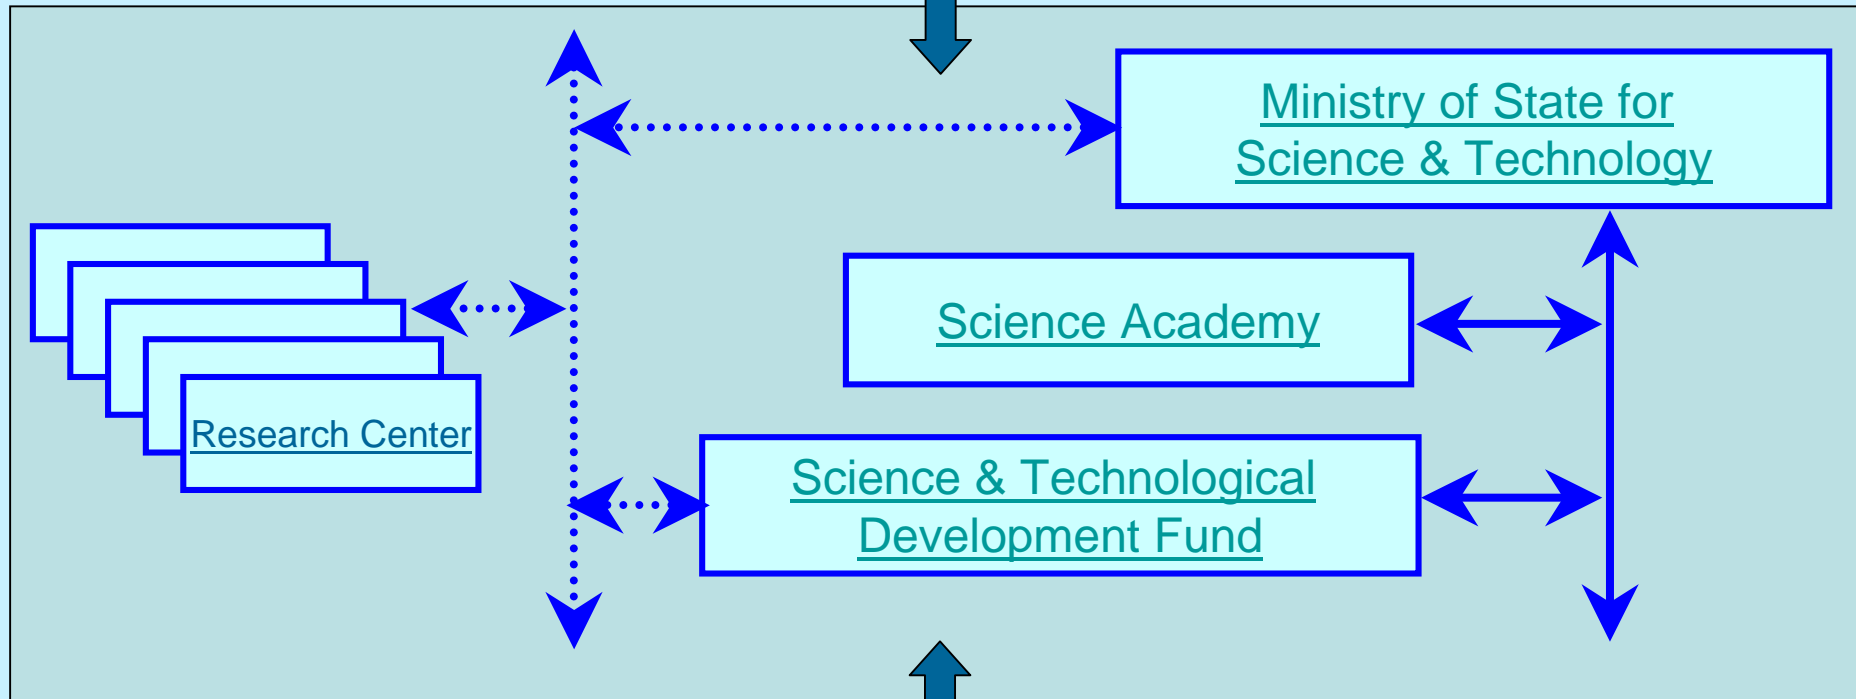 Ministry of State for
Science & Technology
Science Academy
Research Center
Science & Technological
Development Fund